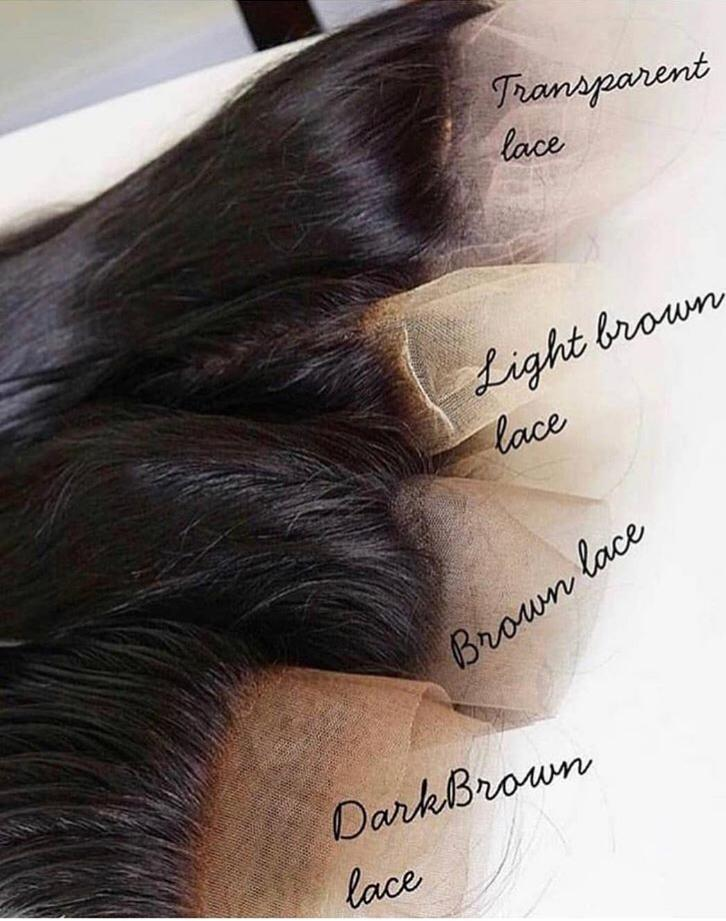 Transparent
lace
Light brown
lace
Brown lace
DarkBrown
lace